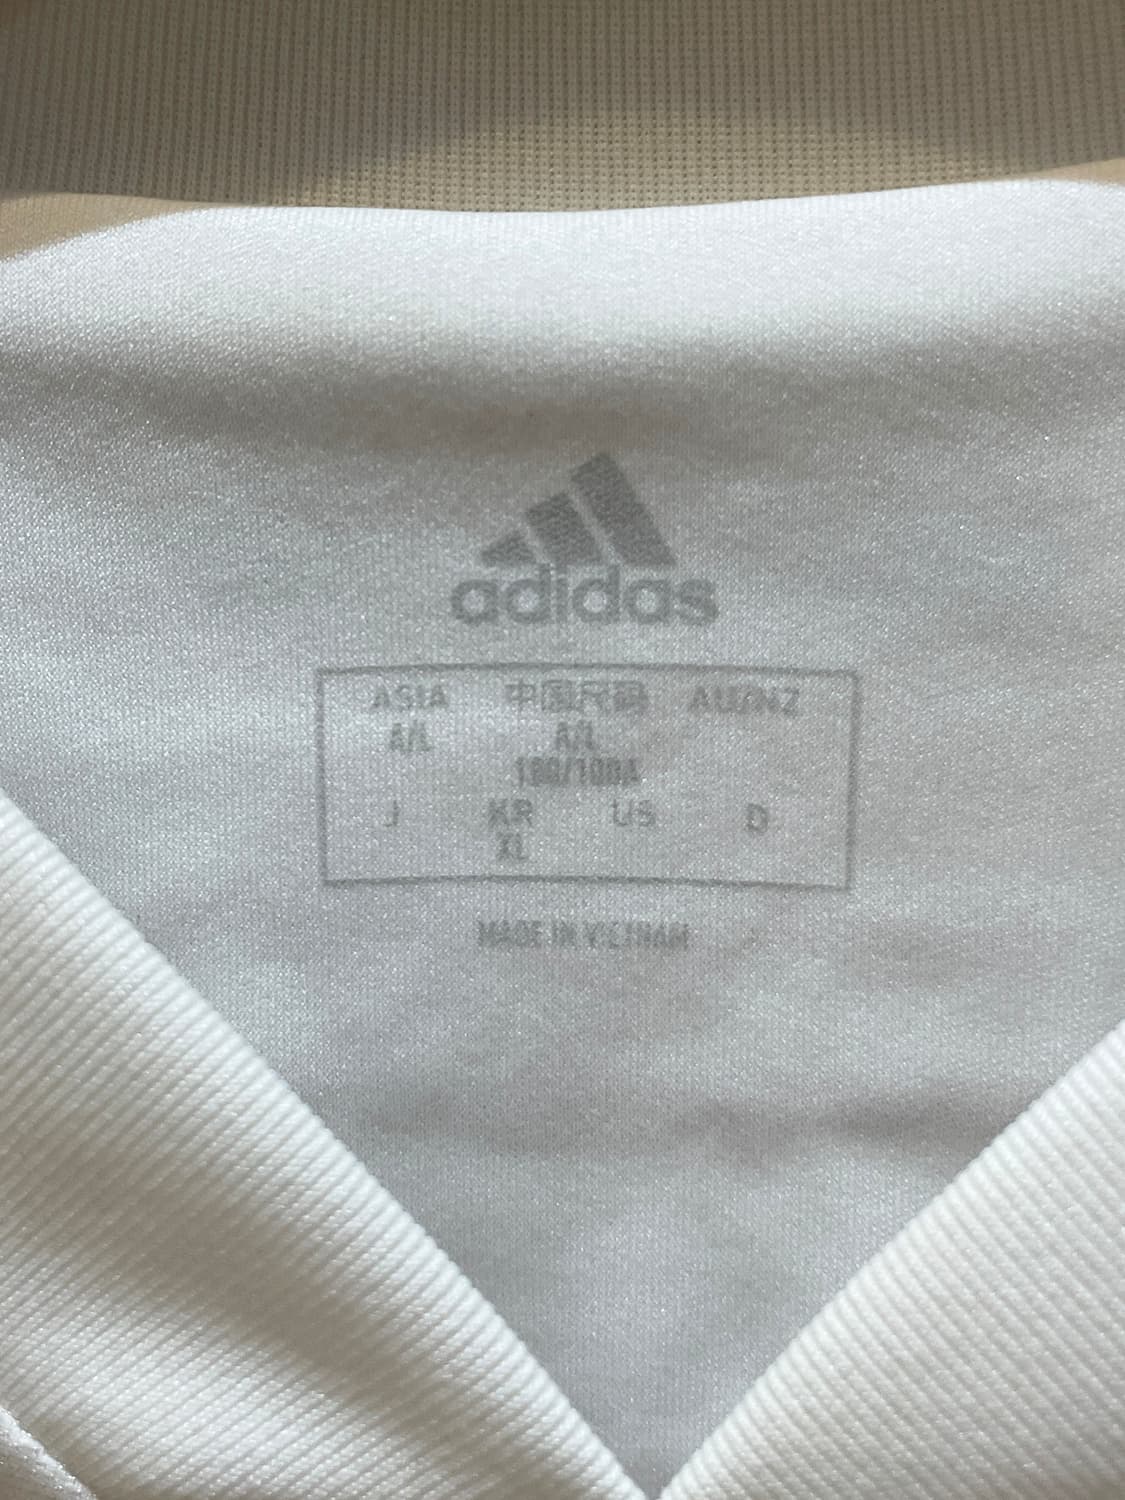 adidas
ASIA 中国尺码 AU/NZ
A/L A/L
180/100A
J KR US D
XL
MADE IN VIETNAM